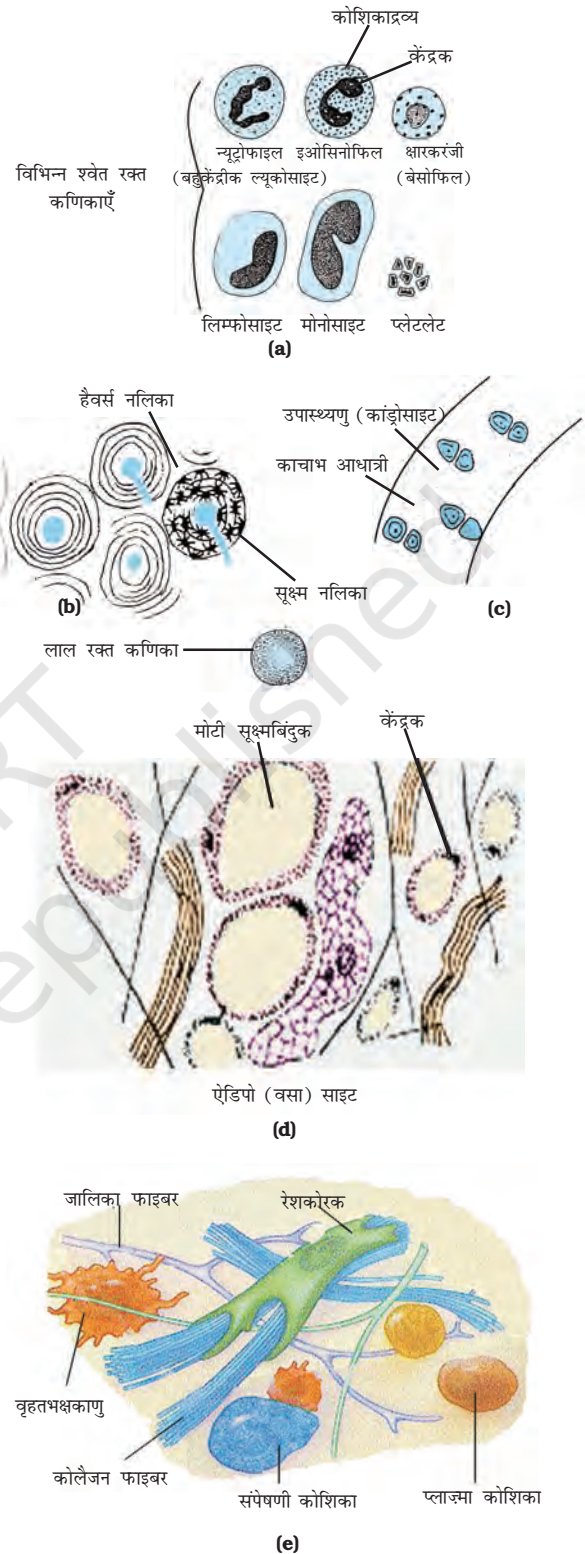 कोशिकाद्रव्य
केंद्रक
न्यूट्रोफाइल इओसिनोफिल क्षारकरंजी
(बहुकेंद्रीक ल्यूकोसाइट) (बेसोफिल)
विभिन्न श्वेत रक्त
कणिकाएँ
लिम्फोसाइट मोनोसाइट प्लेटलेट
(a)
हैवर्स नलिका
सूक्ष्म नलिका
(b)
उपास्थ्यणु (कांड्रोसाइट)
काचाभ आधात्री
(c)
लाल रक्त कणिका
मोटी सूक्ष्मबिंदुक
केंद्रक
ऐडिपो (वसा) साइट
(d)
जालिका फाइबर
रेशकोरक
वृहतभक्षकाणु
कोलैजन फाइबर
संपेषणी कोशिका
प्लाज़्मा कोशिका
(e)